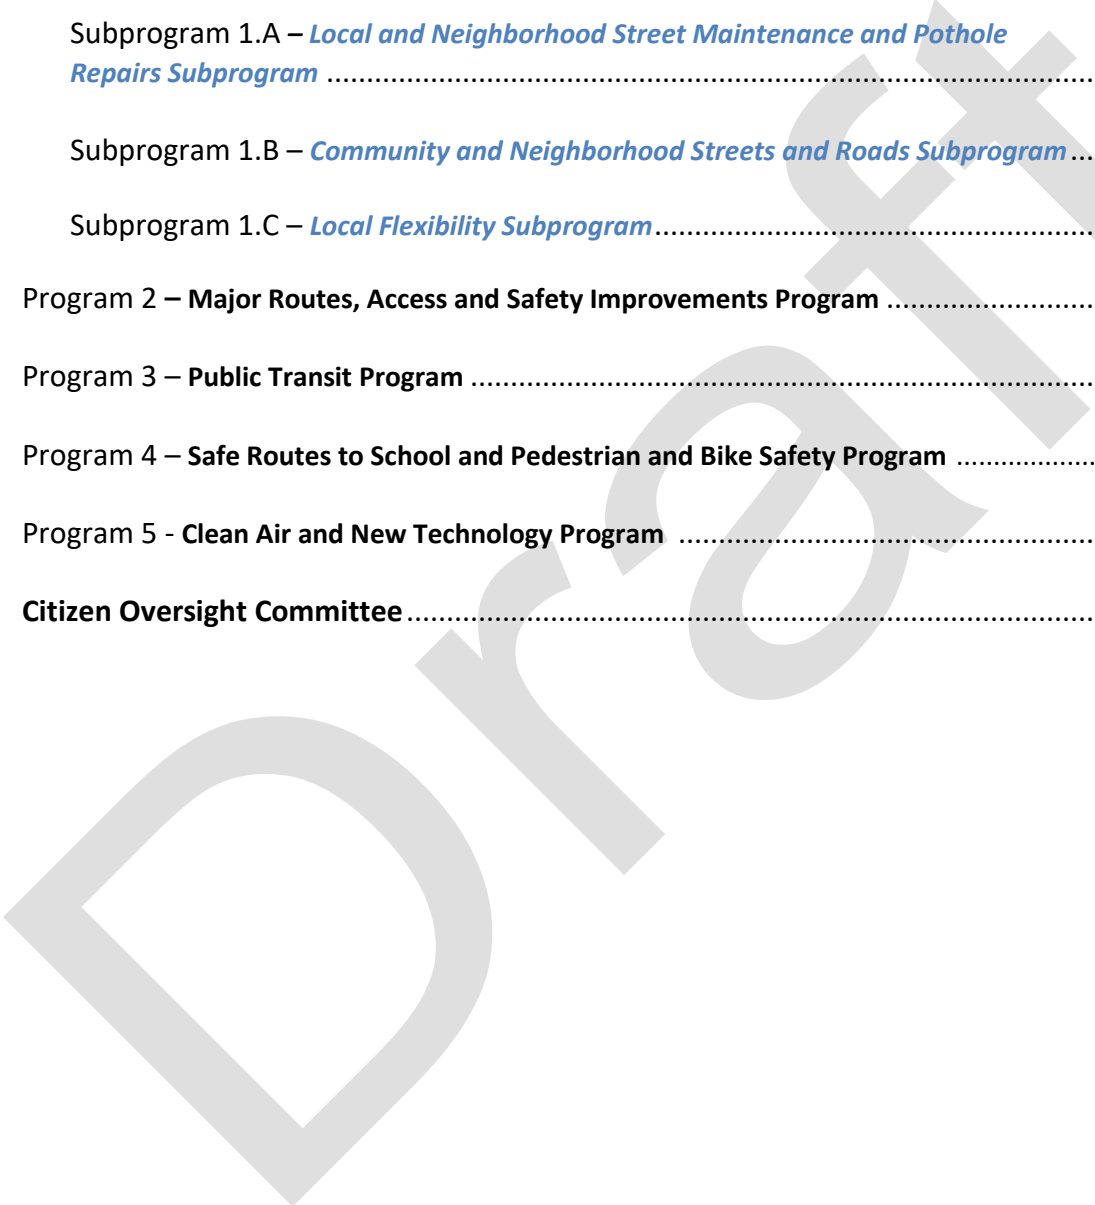 Subprogram 1.A – Local and Neighborhood Street Maintenance and Pothole
Repairs Subprogram ................................................................................................
Subprogram 1.B – Community and Neighborhood Streets and Roads Subprogram ...
Subprogram 1.C – Local Flexibility Subprogram.......................................................
Program 2 – Major Routes, Access and Safety Improvements Program ..........................
Program 3 – Public Transit Program ..............................................................................
Program 4 – Safe Routes to School and Pedestrian and Bike Safety Program ....................
Program 5 - Clean Air and New Technology Program ....................................................
Citizen Oversight Committee.......................................................................................
Draft